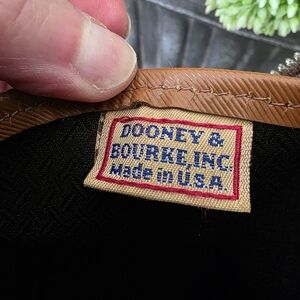 DOONEY &
BOURKE, INC.
Made in U.S.A.